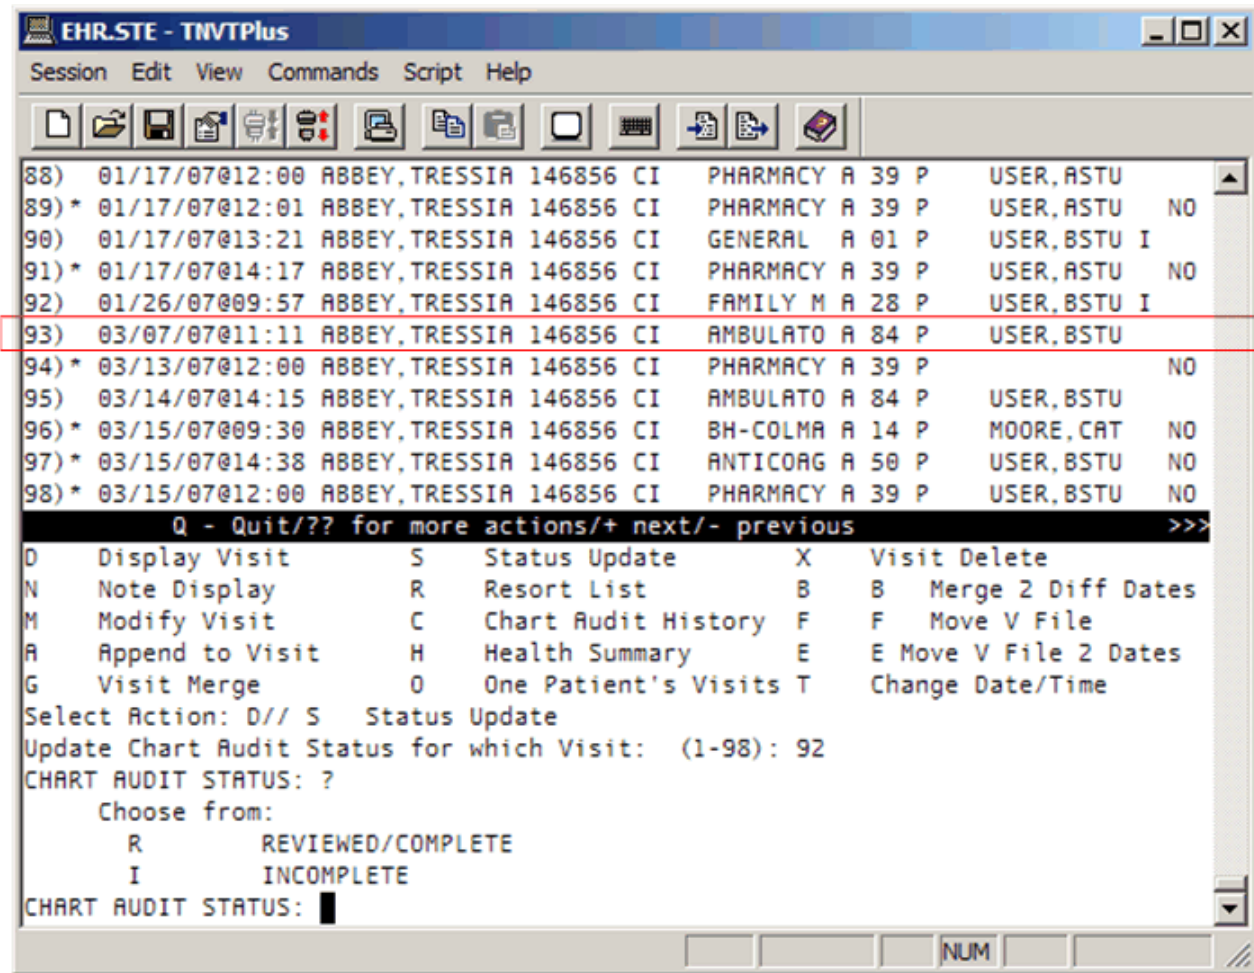 EHR.STE - TNVTPlus
Session Edit View Commands Script Help
88) 01/17/07@12:00 ABBEY,TRESSIA 146856 CI PHARMACY A 39 P USER,ASTU
89)* 01/17/07@12:01 ABBEY,TRESSIA 146856 CI PHARMACY A 39 P USER,ASTU NO
90) 01/17/07@13:21 ABBEY,TRESSIA 146856 CI GENERAL A 01 P USER,BSTU I
91)* 01/17/07@14:17 ABBEY,TRESSIA 146856 CI PHARMACY A 39 P USER,ASTU NO
92) 01/26/07@09:57 ABBEY,TRESSIA 146856 CI FAMILY M A 28 P USER,BSTU I
93) 03/07/07@11:11 ABBEY,TRESSIA 146856 CI AMBULATO A 84 P USER,BSTU
94)* 03/13/07@12:00 ABBEY,TRESSIA 146856 CI PHARMACY A 39 P NO
95) 03/14/07@14:15 ABBEY,TRESSIA 146856 CI AMBULATO A 84 P USER,BSTU
96)* 03/15/07@09:30 ABBEY,TRESSIA 146856 CI BH-COLMA A 14 P MOORE,CAT NO
97)* 03/15/07@14:38 ABBEY,TRESSIA 146856 CI ANTICOAG A 50 P USER,BSTU NO
98)* 03/15/07@12:00 ABBEY,TRESSIA 146856 CI PHARMACY A 39 P USER,BSTU NO
Q - Quit/?? for more actions/+ next/- previous >>>
D Display Visit S Status Update X Visit Delete
N Note Display R Resort List B B Merge 2 Diff Dates
M Modify Visit C Chart Audit History F F Move V File
A Append to Visit H Health Summary E E Move V File 2 Dates
G Visit Merge O One Patient's Visits T Change Date/Time
Select Action: D// S Status Update
Update Chart Audit Status for which Visit: (1-98): 92
CHART AUDIT STATUS: ?
Choose from:
R REVIEWED/COMPLETE
I INCOMPLETE
CHART AUDIT STATUS:
NUM